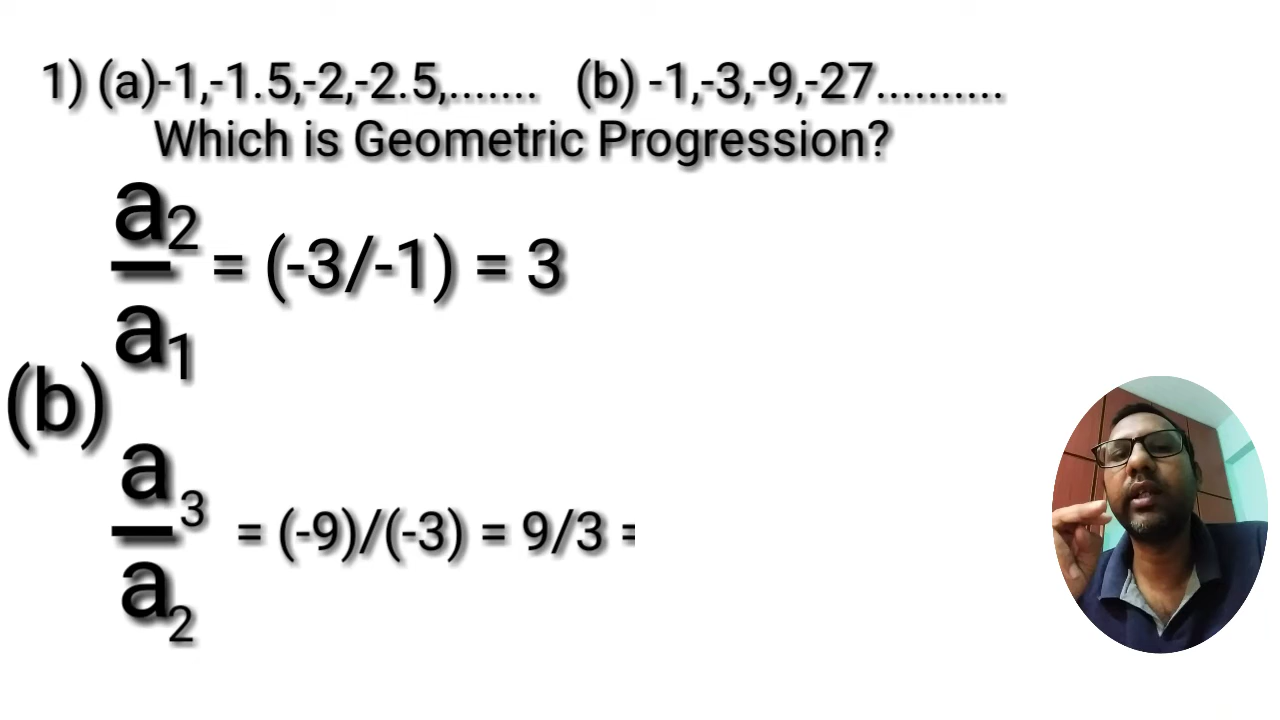 1) (a)-1,-1.5,-2,-2.5,....... (b) -1,-3,-9,-27..........
Which is Geometric Progression?
a2
a1
= (-3/-1) = 3
(b)
a3
a2
= (-9)/(-3) = 9/3 =